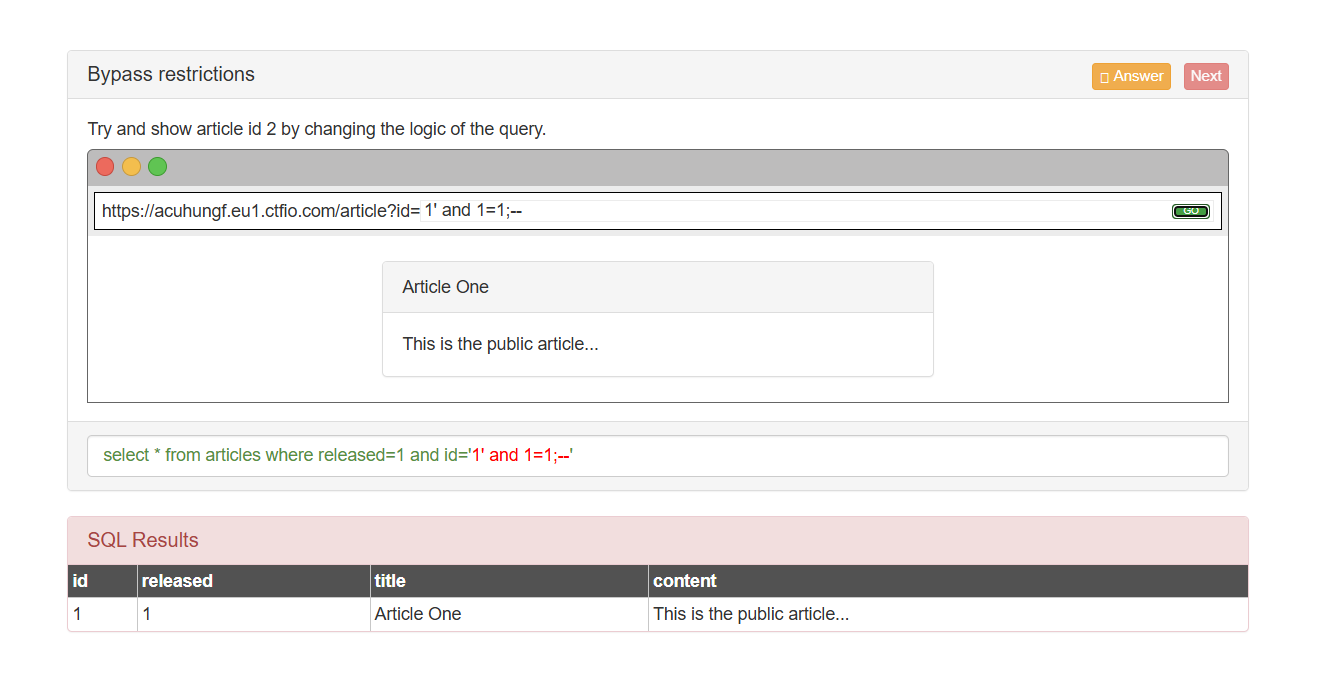 Bypass restrictions
Answer
Next
Try and show article id 2 by changing the logic of the query.
https://acuhungf.eu1.ctfio.com/article?id= 1' and 1=1;--
GO
Article One
This is the public article...
select * from articles where released=1 and id='1' and 1=1;--'
SQL Results
id released title content
1 1 Article One This is the public article...